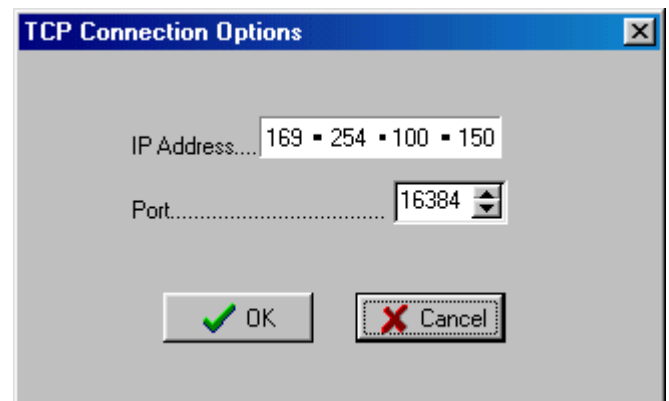 TCP Connection Options
IP Address.... 169 ▪ 254 ▪ 100 ▪ 150
Port................................... 16384
OK Cancel